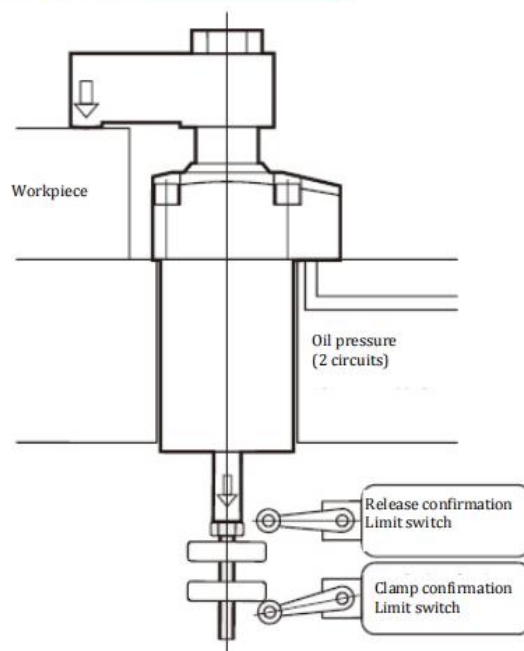 Workpiece
Oil pressure
(2 circuits)
Release confirmation
Limit switch
Clamp confirmation
Limit switch